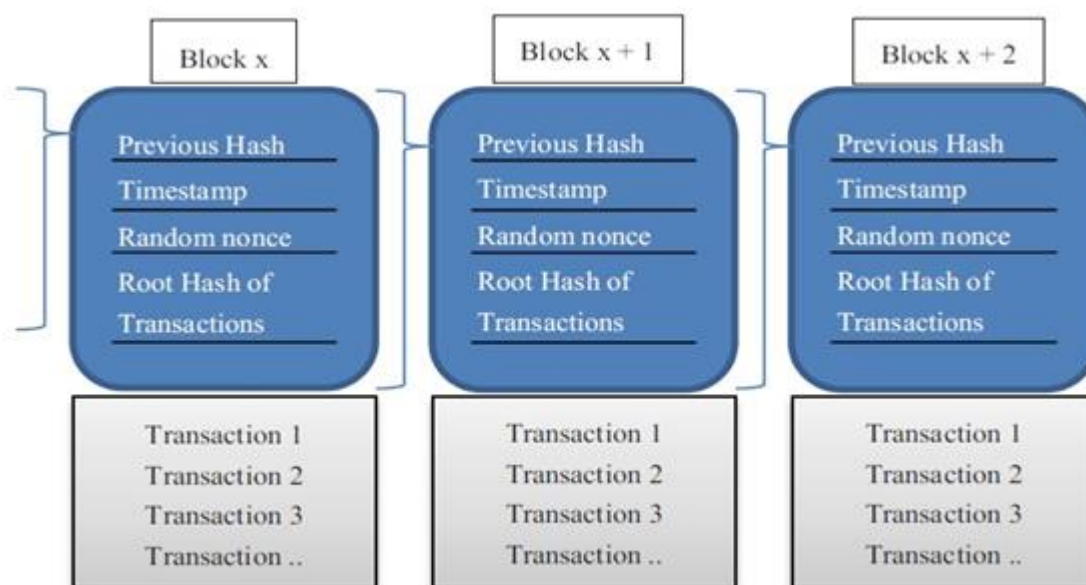 Block x
Previous Hash
Timestamp
Random nonce
Root Hash of
Transactions
Transaction 1
Transaction 2
Transaction 3
Transaction ..
Block x + 1
Previous Hash
Timestamp
Random nonce
Root Hash of
Transactions
Transaction 1
Transaction 2
Transaction 3
Transaction ..
Block x + 2
Previous Hash
Timestamp
Random nonce
Root Hash of
Transactions
Transaction 1
Transaction 2
Transaction 3
Transaction ..